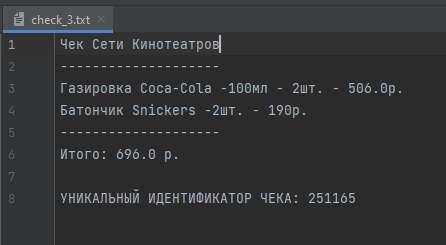 check_3.txt
1 Чек Сети Кинотеатров
2 --------------------
3 Газировка Coca-Cola -100мл - 2шт. - 506.0р.
4 Батончик Snickers -2шт. - 190р.
5 --------------------
6 Итого: 696.0 р.
7
8 УНИКАЛЬНЫЙ ИДЕНТИФИКАТОР ЧЕКА: 251165